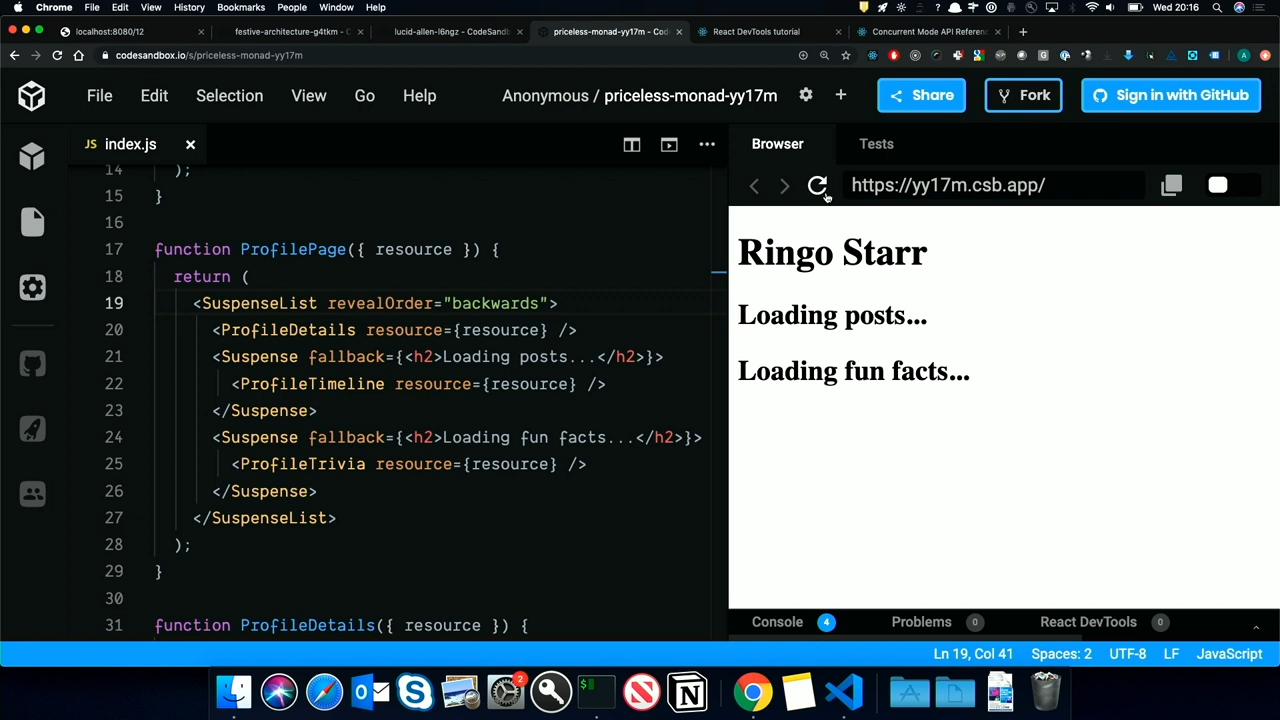 Chrome File Edit View History Bookmarks People Window Help Wed 20:16
localhost:8080/12
festive-architecture-g4tkm - C
lucid-allen-l6ngz - CodeSandb
priceless-monad-yy17m - Cod
React DevTools tutorial
Concurrent Mode API Referenc
codesandbox.io/s/priceless-monad-yy17m
File Edit Selection View Go Help
Anonymous / priceless-monad-yy17m
Share
Fork
Sign in with GitHub
JS index.js
Browser
Tests
https://yy17m.csb.app/
14 );
15 }
16
17 function ProfilePage({ resource }) {
18 return (
19 <SuspenseList revealOrder="backwards">
20 <ProfileDetails resource={resource} />
21 <Suspense fallback={<h2>Loading posts...</h2>}>
22 <ProfileTimeline resource={resource} />
23 </Suspense>
24 <Suspense fallback={<h2>Loading fun facts...</h2>}>
25 <ProfileTrivia resource={resource} />
26 </Suspense>
27 </SuspenseList>
28 );
29 }
30
31 function ProfileDetails({ resource }) {
Ringo Starr
Loading posts...
Loading fun facts...
Console 4
Problems 0
React DevTools 0
Ln 19, Col 41 Spaces: 2 UTF-8 LF JavaScript
2